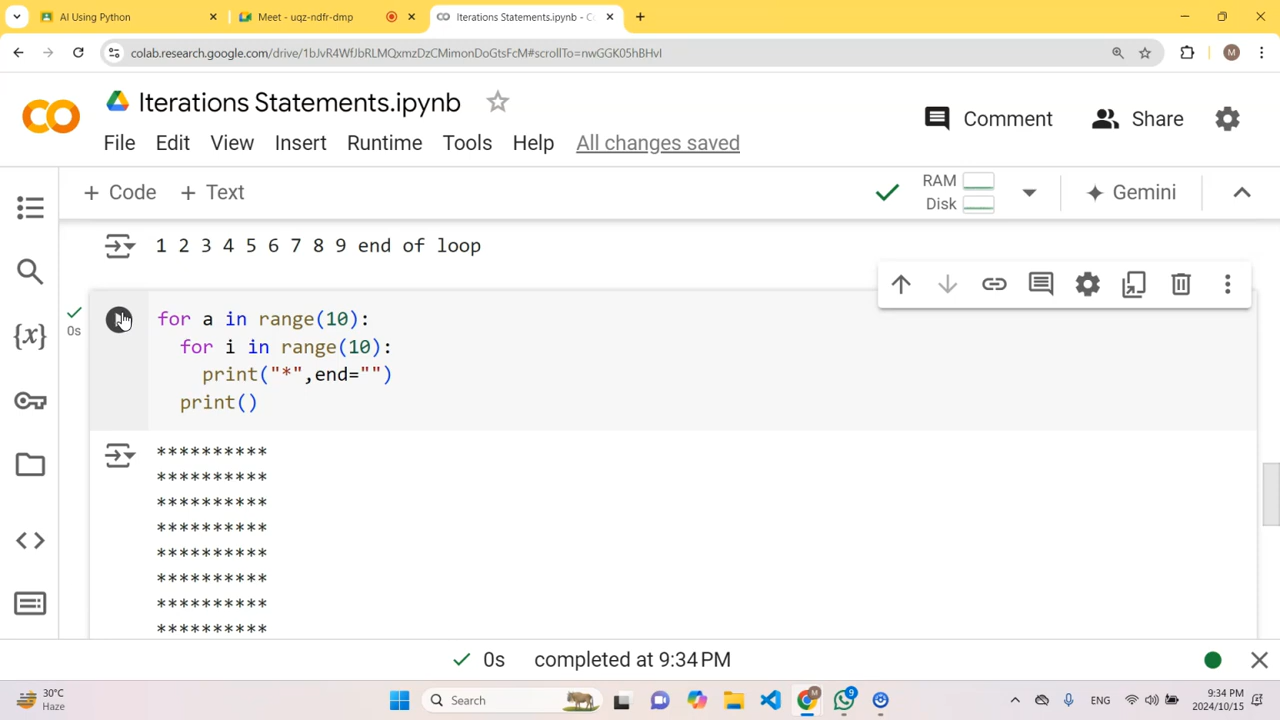 AI Using Python
Meet - uqz-ndfr-dmp
Iterations Statements.ipynb - C
colab.research.google.com/drive/1bJvR4WfJbRLMQxmzDzCMimonDoGtsFcM#scrollTo=nwGGK05hBHvI
M
CO
Iterations Statements.ipynb
Comment
Share
File Edit View Insert Runtime Tools Help All changes saved
+ Code + Text
RAM
Disk
Gemini
1 2 3 4 5 6 7 8 9 end of loop
{x}
0s
for a in range(10):
for i in range(10):
print("*",end="")
print()
**********
**********
**********
**********
**********
**********
**********
**********
0s completed at 9:34 PM
30°C
Haze
Search
M
9
ENG
9:34 PM
2024/10/15